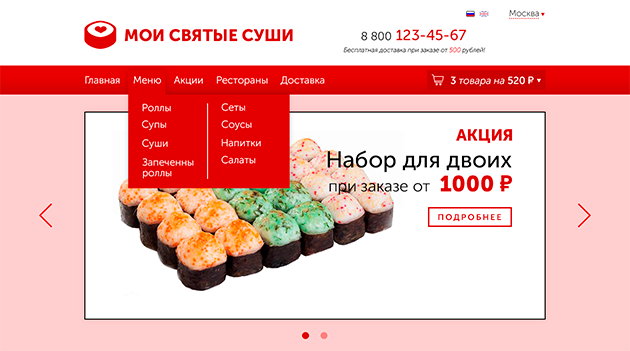 Москва
МОИ СВЯТЫЕ СУШИ
8 800 123-45-67
Бесплатная доставка при заказе от 500 рублей!
Главная Меню Акции Рестораны Доставка
3 товара на 520 ₽
Роллы
Супы
Суши
Запеченны
роллы
Сеты
Соусы
Напитки
Салаты
АКЦИЯ
Набор для двоих
при заказе от 1000 ₽
ПОДРОБНЕЕ